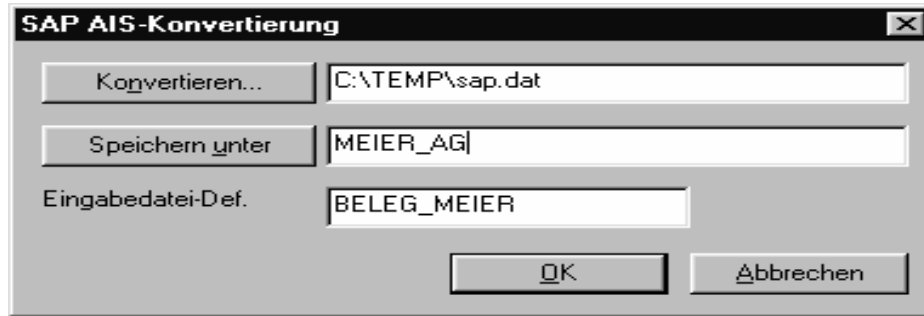 SAP AIS-Konvertierung
Konvertieren... C:\TEMP\sap.dat
Speichern unter MEIER_AG
Eingabedatei-Def. BELEG_MEIER
OK Abbrechen